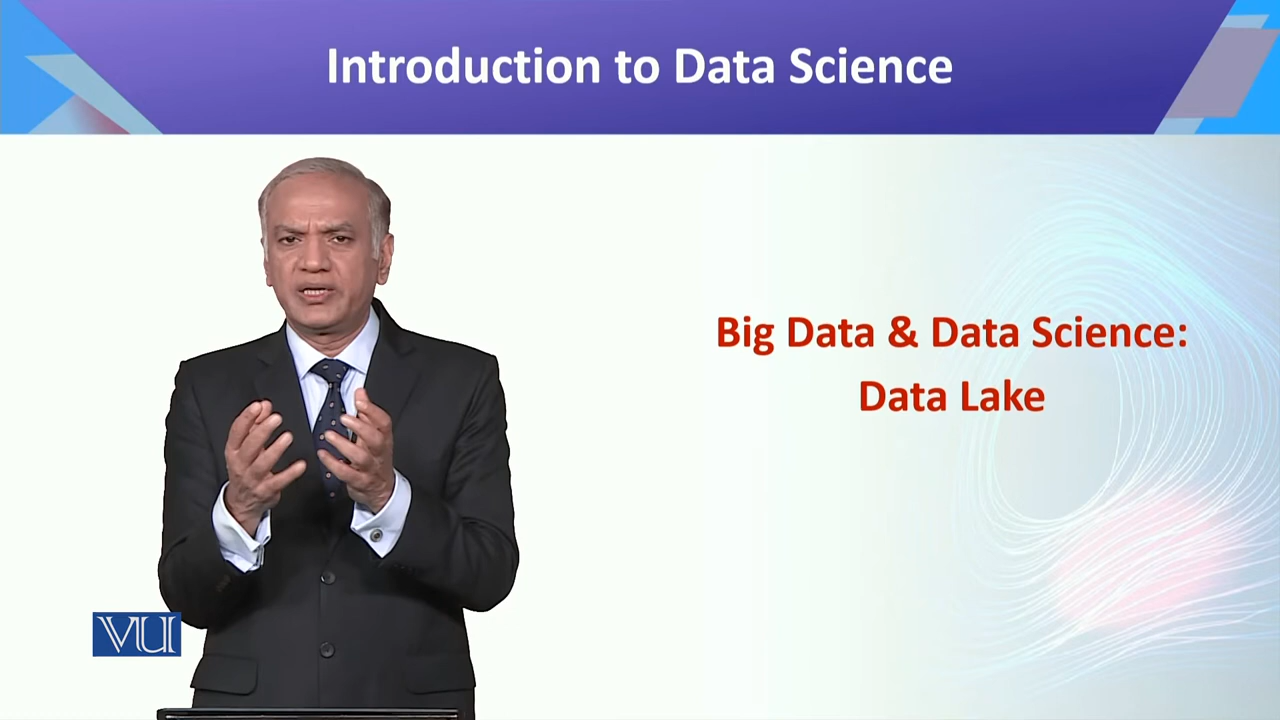 Introduction to Data Science
Big Data & Data Science:
Data Lake
VU